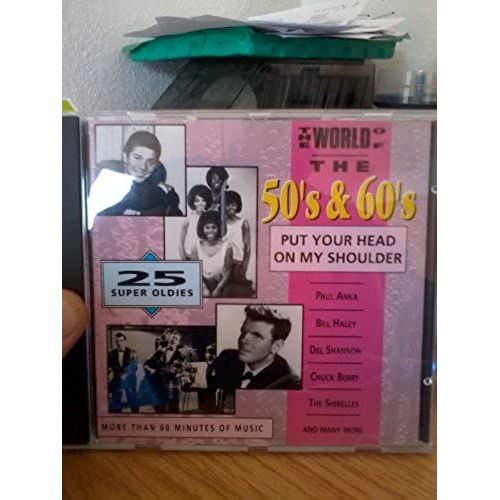 THE WORLD OF
THE
50's & 60's
PUT YOUR HEAD
ON MY SHOULDER
25
SUPER OLDIES
PAUL ANKA
BILL HALEY
DEL SHANNON
CHUCK BERRY
THE SHIRELLES
AND MANY MORE
MORE THAN 60 MINUTES OF MUSIC